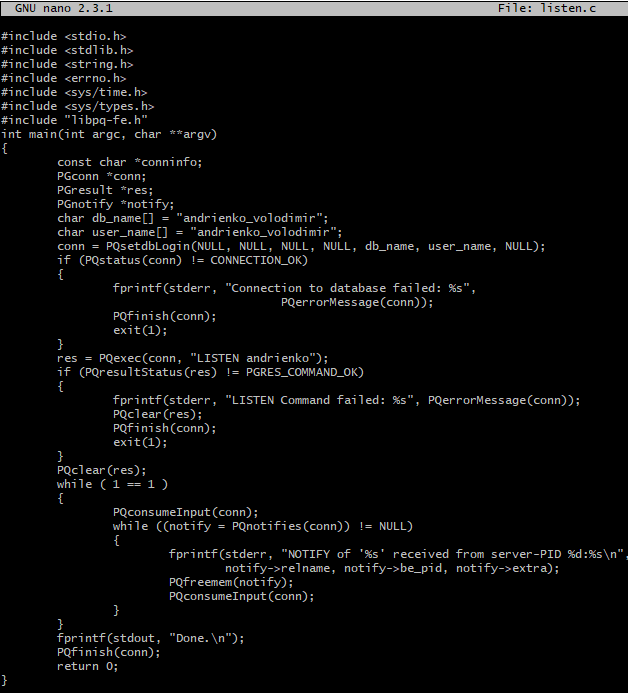 GNU nano 2.3.1 File: listen.c
#include <stdio.h>
#include <stdlib.h>
#include <string.h>
#include <errno.h>
#include <sys/time.h>
#include <sys/types.h>
#include "libpq-fe.h"
int main(int argc, char **argv)
{
        const char *conninfo;
        PGconn *conn;
        PGresult *res;
        PGnotify *notify;
        char db_name[] = "andrienko_volodimir";
        char user_name[] = "andrienko_volodimir";
        conn = PQsetdbLogin(NULL, NULL, NULL, NULL, db_name, user_name, NULL);
        if (PQstatus(conn) != CONNECTION_OK)
        {
                fprintf(stderr, "Connection to database failed: %s",
                                        PQerrorMessage(conn));
                PQfinish(conn);
                exit(1);
        }
        res = PQexec(conn, "LISTEN andrienko");
        if (PQresultStatus(res) != PGRES_COMMAND_OK)
        {
                fprintf(stderr, "LISTEN Command failed: %s", PQerrorMessage(conn));
                PQclear(res);
                PQfinish(conn);
                exit(1);
        }
        PQclear(res);
        while ( 1 == 1 )
        {
                PQconsumeInput(conn);
                while ((notify = PQnotifies(conn)) != NULL)
                {
                        fprintf(stderr, "NOTIFY of '%s' received from server-PID %d:%s\n",
                                notify->relname, notify->be_pid, notify->extra);
                        PQfreemem(notify);
                        PQconsumeInput(conn);
                }
        }
        fprintf(stdout, "Done.\n");
        PQfinish(conn);
        return 0;
}